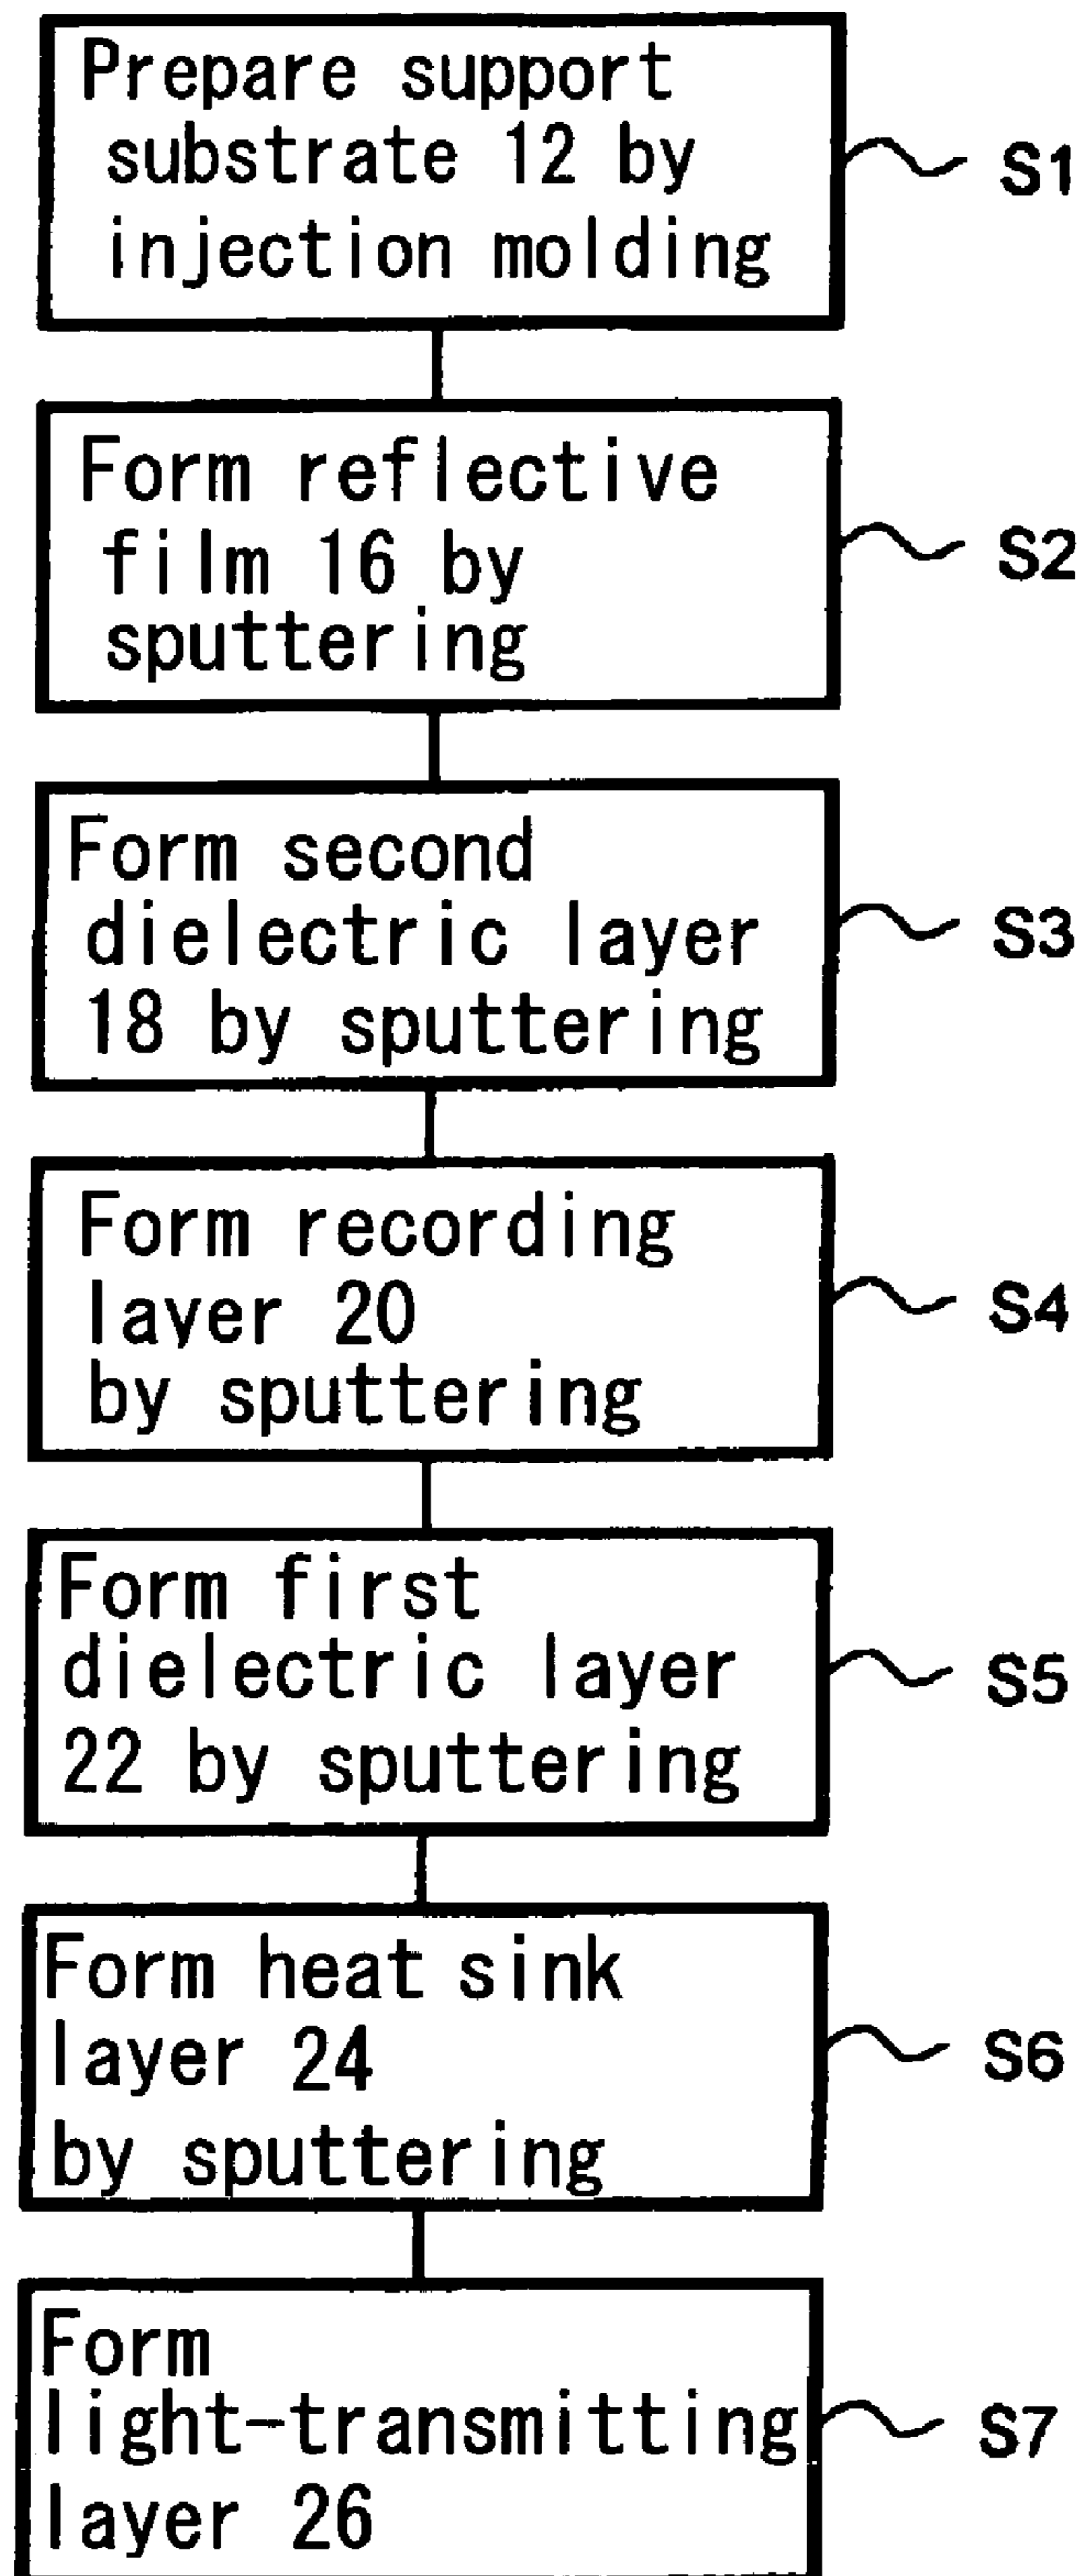 Prepare support
substrate 12 by
injection molding
S1
Form reflective
film 16 by
sputtering
S2
Form second
dielectric layer
18 by sputtering
S3
Form recording
layer 20
by sputtering
S4
Form first
dielectric layer
22 by sputtering
S5
Form heat sink
layer 24
by sputtering
S6
Form
light-transmitting
layer 26
S7